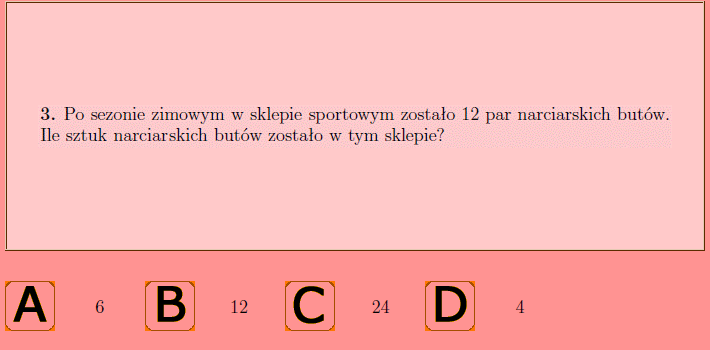 3. Po sezonie zimowym w sklepie sportowym zostało 12 par narciarskich butów.
Ile sztuk narciarskich butów zostało w tym sklepie?
A 6 B 12 C 24 D 4